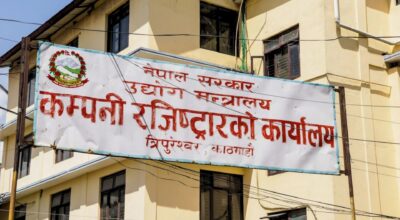 नेपाल सरकार
उद्योग मन्त्रालय
कम्पनी रजिष्ट्रारको कार्यालय
त्रिपुरेश्वर, काठमाडौं